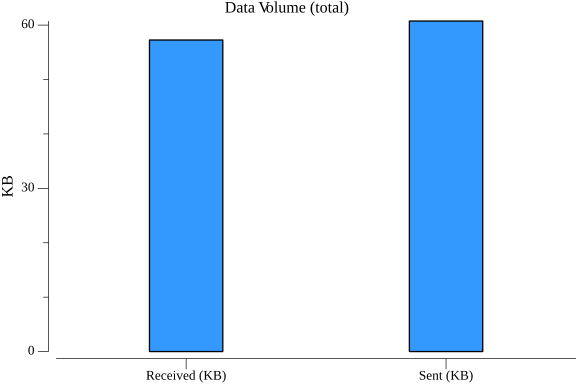 Data Volume (total)
60
30
0
KB
Received (KB)
Sent (KB)